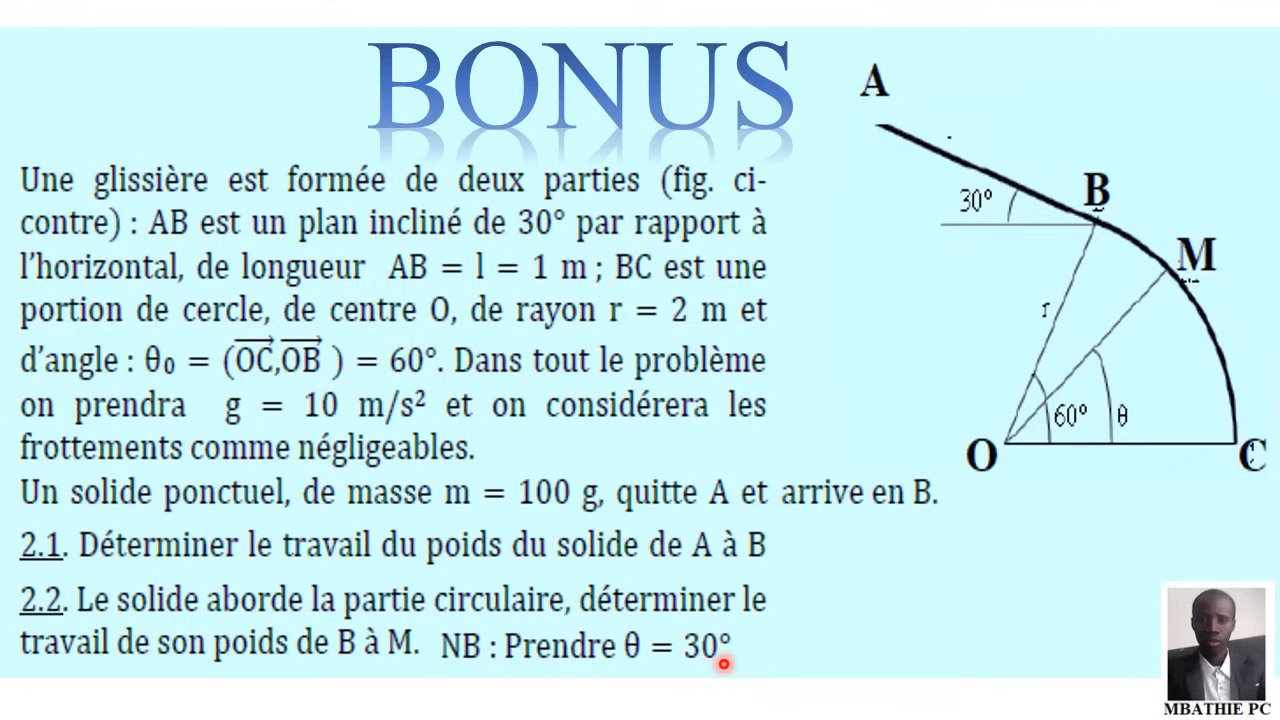 BONUS
Une glissière est formée de deux parties (fig. ci-
contre) : AB est un plan incliné de 30° par rapport à
l'horizontal, de longueur AB = l = 1 m ; BC est une
portion de cercle, de centre O, de rayon r = 2 m et
d'angle : θ₀ = (OC,OB ) = 60°. Dans tout le problème
on prendra g = 10 m/s² et on considérera les
frottements comme négligeables.
Un solide ponctuel, de masse m = 100 g, quitte A et arrive en B.
2.1. Déterminer le travail du poids du solide de A à B
2.2. Le solide aborde la partie circulaire, déterminer le
travail de son poids de B à M. NB : Prendre θ = 30°
A
30°
B
M
r
60°
θ
O
C
MBATHIE PC